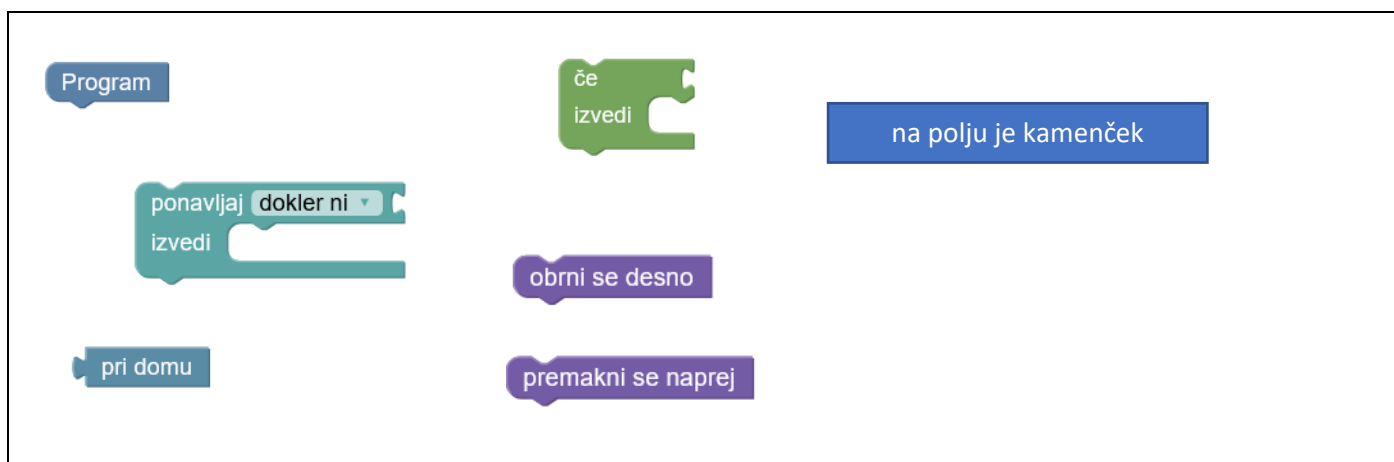 Program
ponavljaj dokler ni
izvedi
pri domu
če
izvedi
obrni se desno
premakni se naprej
na polju je kamenček